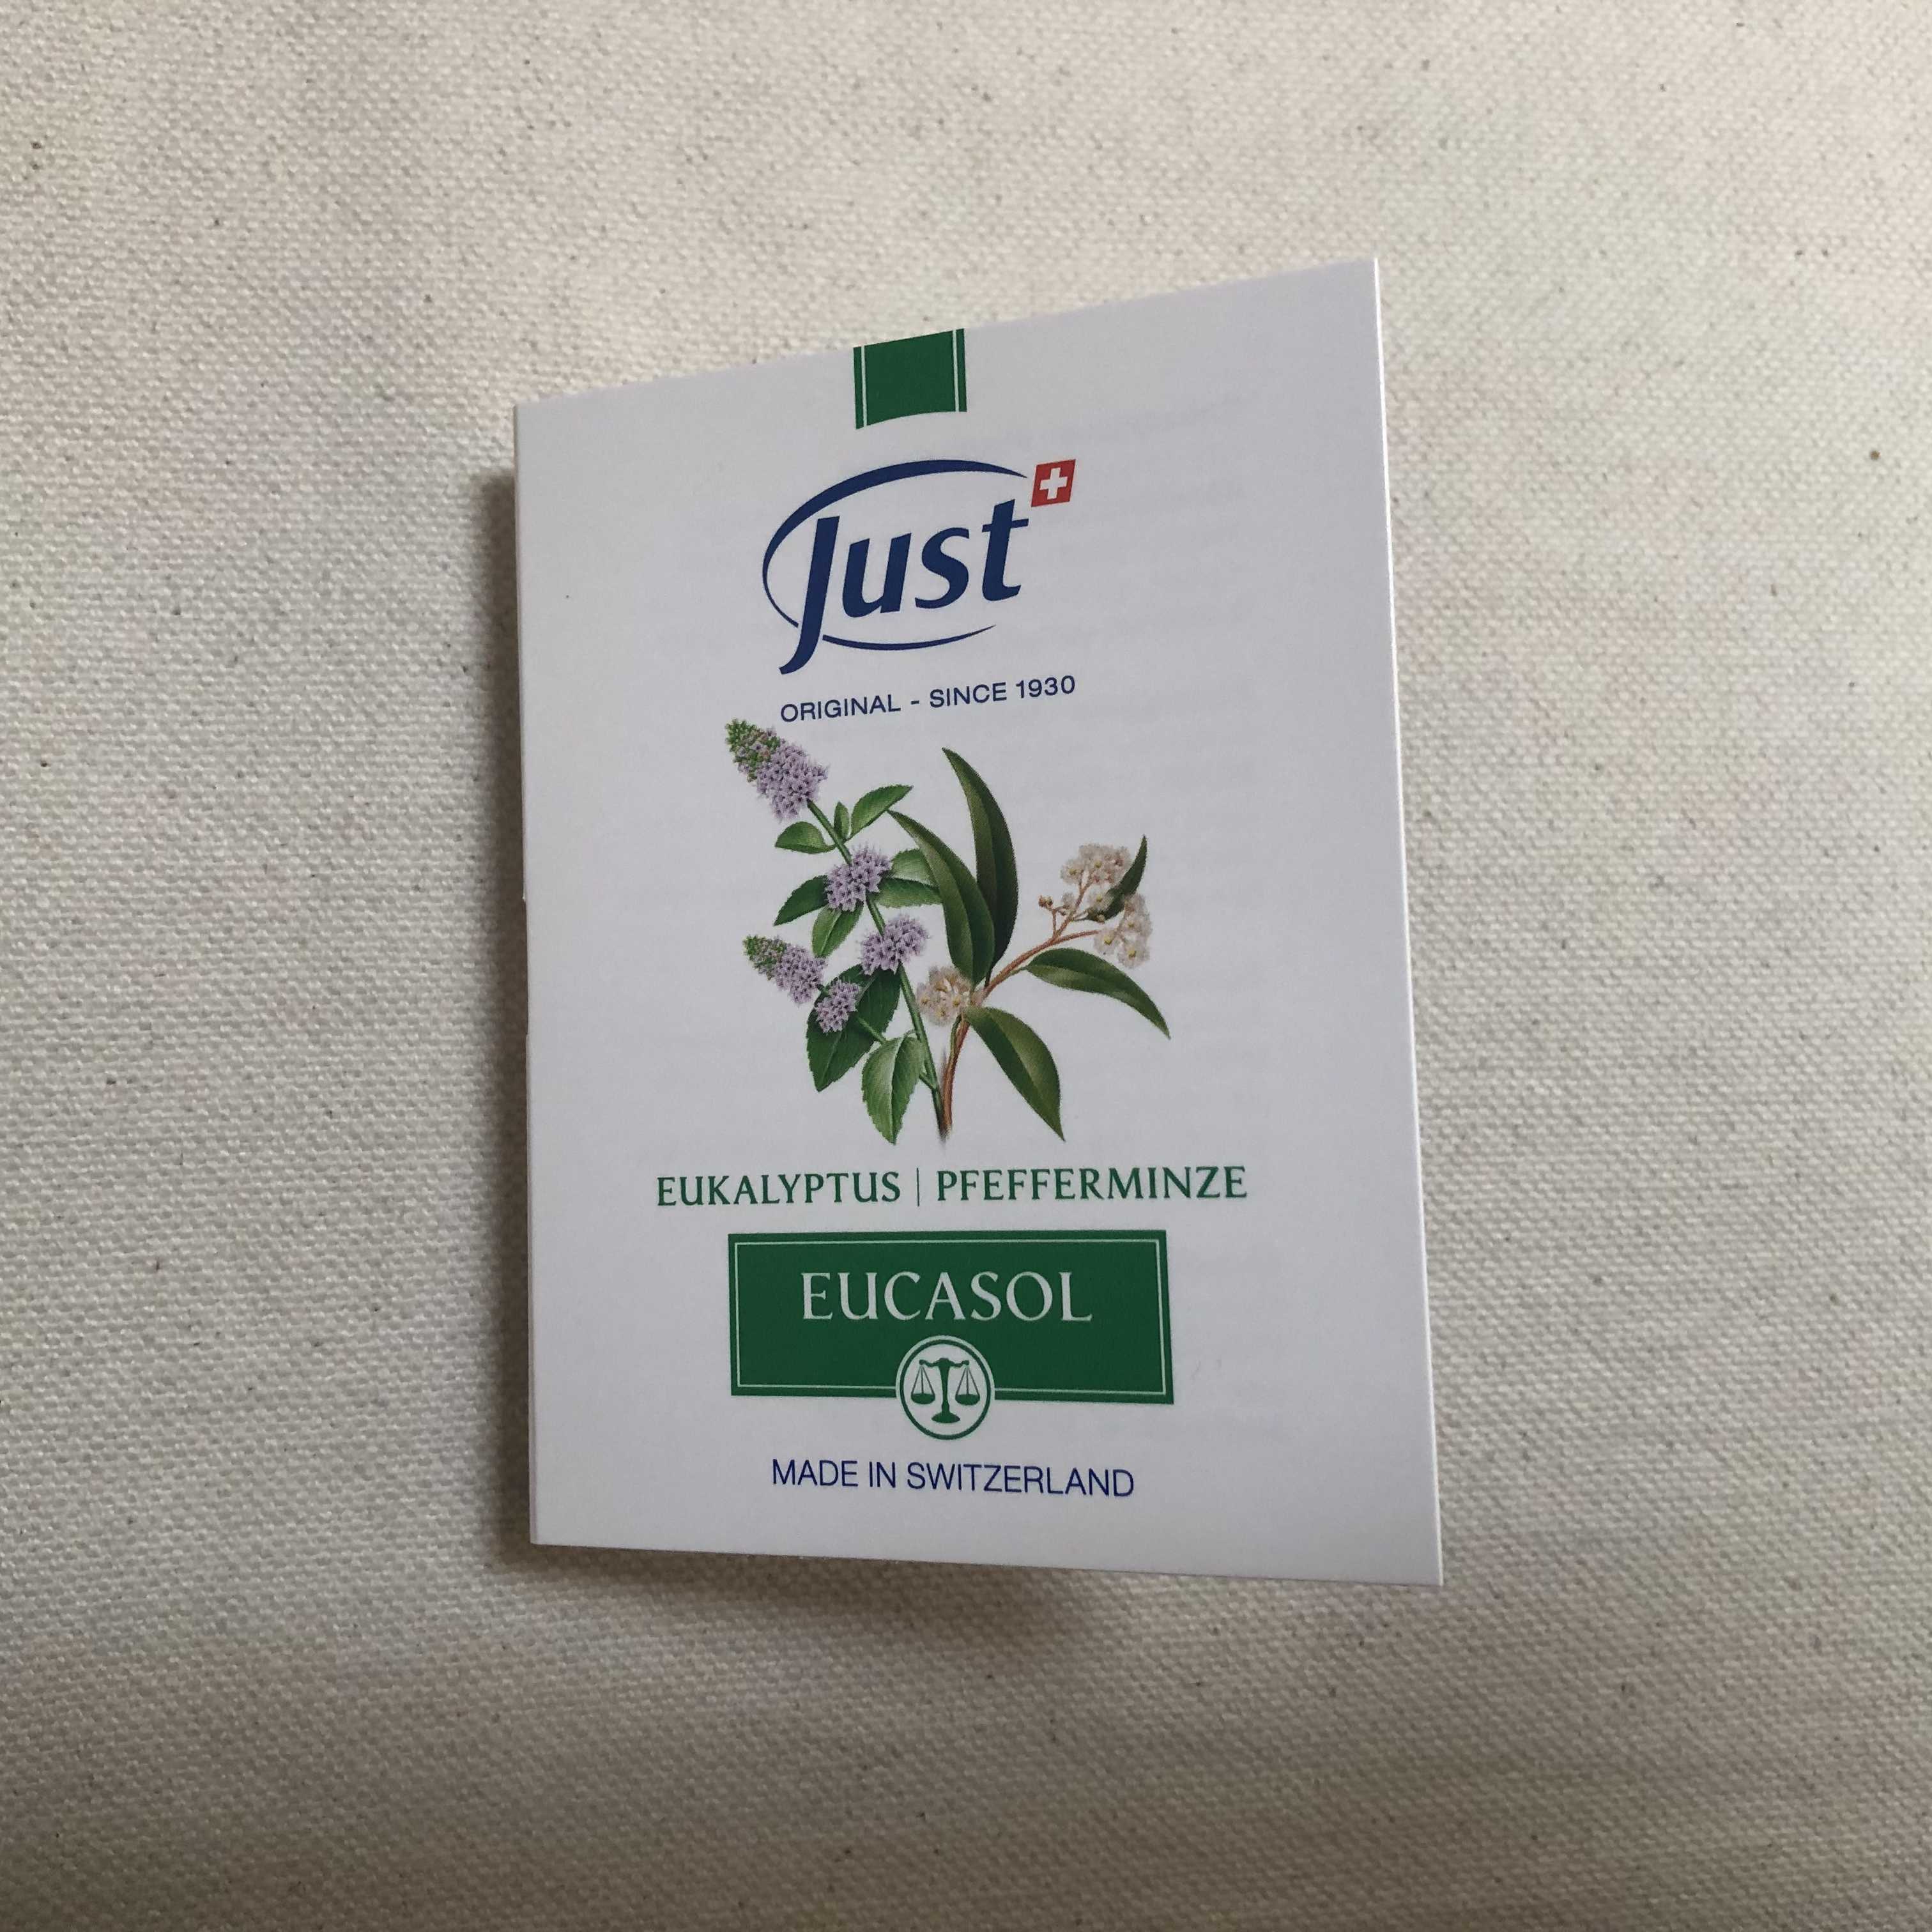 Just
ORIGINAL - SINCE 1930
EUKALYPTUS | PFEFFERMINZE
EUCASOL
MADE IN SWITZERLAND